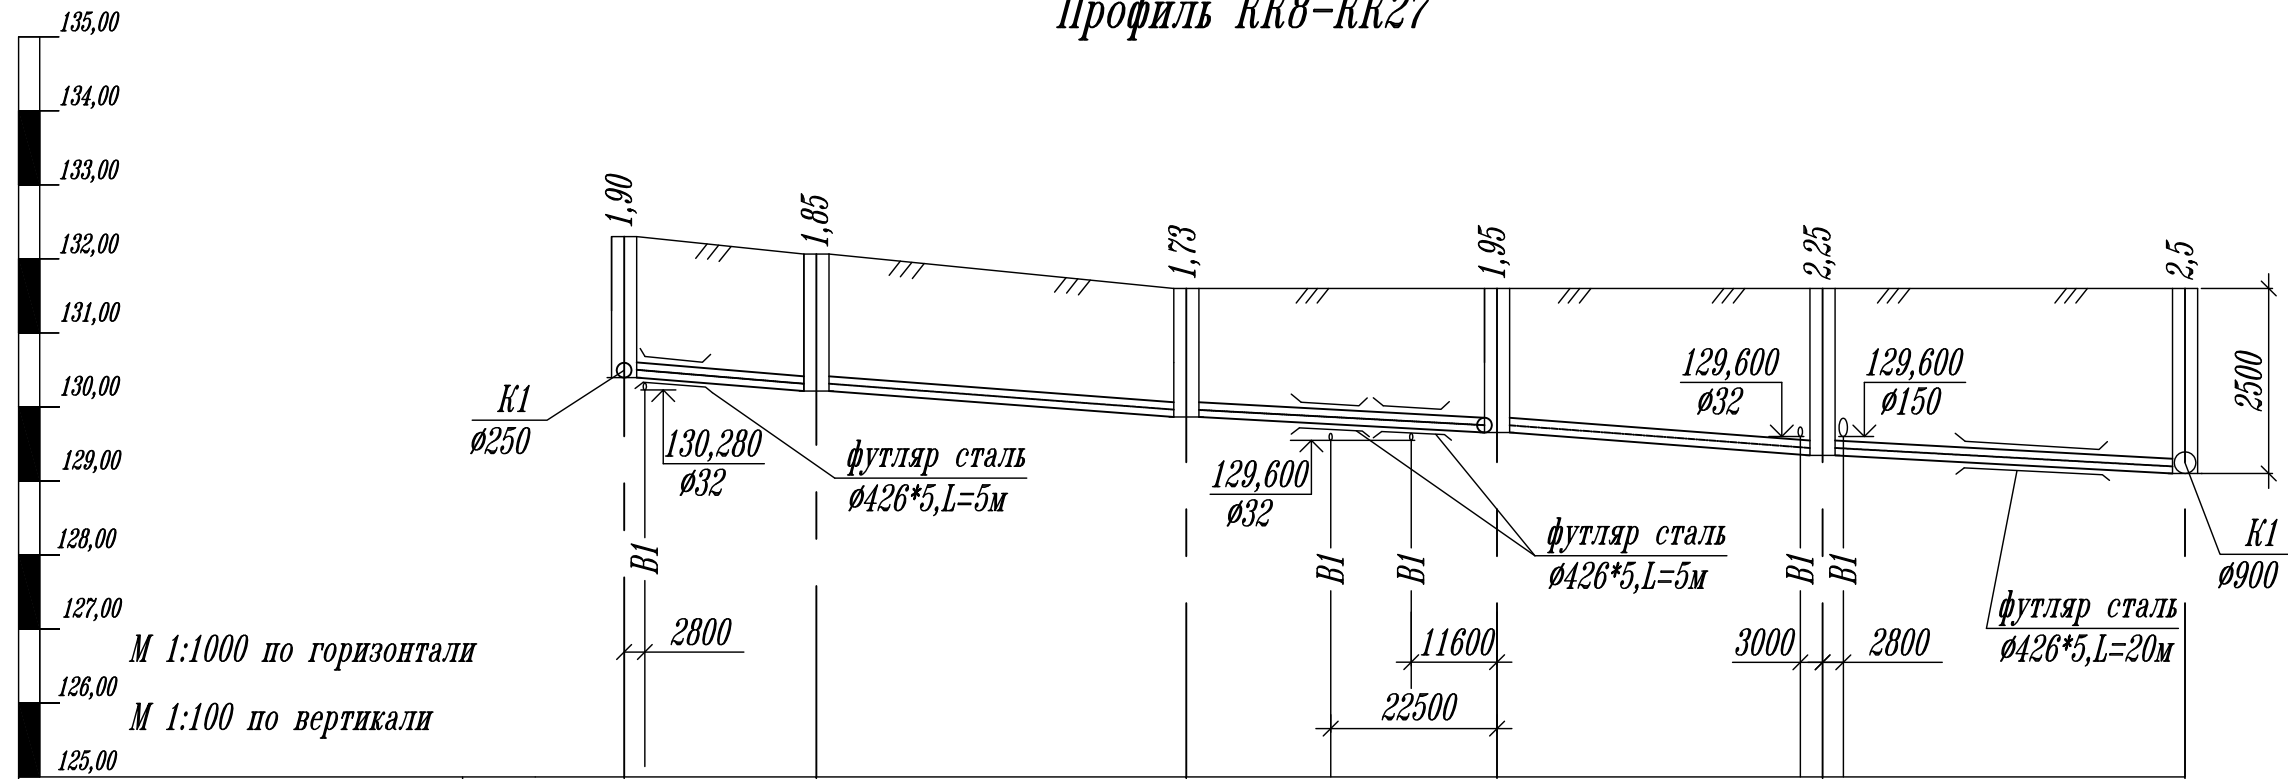 Профиль КК8-КК27
135,00
134,00
133,00
132,00
131,00
130,00
129,00
128,00
127,00
126,00
125,00
М 1:1000 по горизонтали
М 1:100 по вертикали
1,90
1,85
1,73
1,95
2,25
2,5
К1
ø250
130,280
ø32
футляр сталь
ø426*5,L=5м
В1
2800
129,600
ø32
футляр сталь
ø426*5,L=5м
В1
В1
11600
22500
129,600
ø32
129,600
ø150
В1
В1
3000
2800
футляр сталь
ø426*5,L=20м
2500
К1
ø900